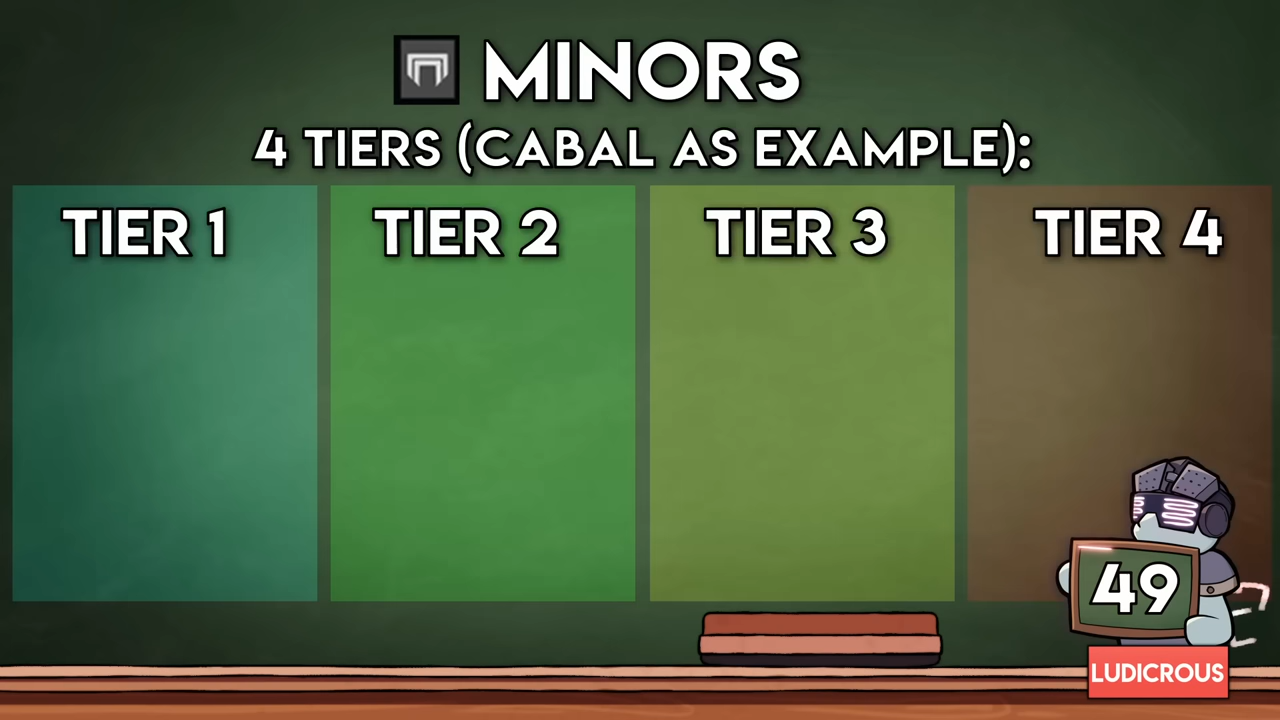 MINORS
4 TIERS (CABAL AS EXAMPLE):
TIER 1
TIER 2
TIER 3
TIER 4
49
LUDICROUS